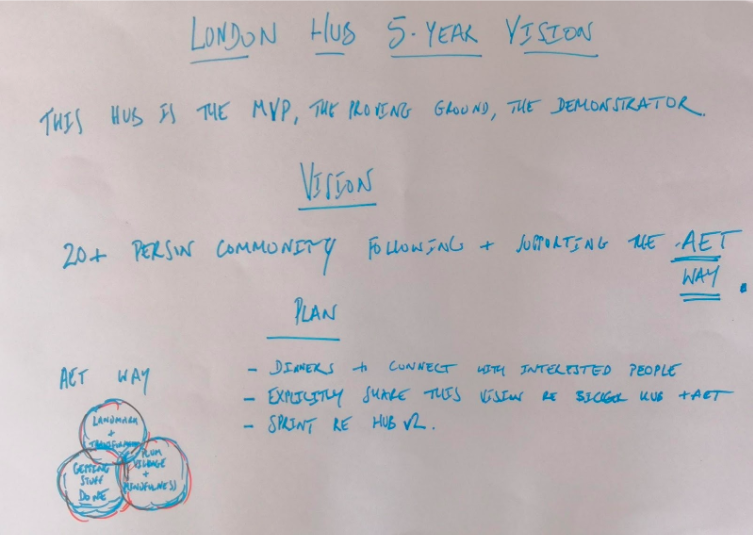 LONDON HUB 5-YEAR VISION
THIS HUB IS THE MVP, THE PROVING GROUND, THE DEMONSTRATOR.
VISION
20+ PERSON COMMUNITY FOLLOWING + SUPPORTING THE AET
WAY.
PLAN
- DINNERS to CONNECT WITH INTERESTED PEOPLE
- EXPLICITLY SHARE THIS VISION RE HUB + AET
- SPRINT RE HUB V2.
AET WAY
LANDMARK
+
PLUM
VILLAGE
+
MINDFULNESS
GETTING
STUFF
DONE